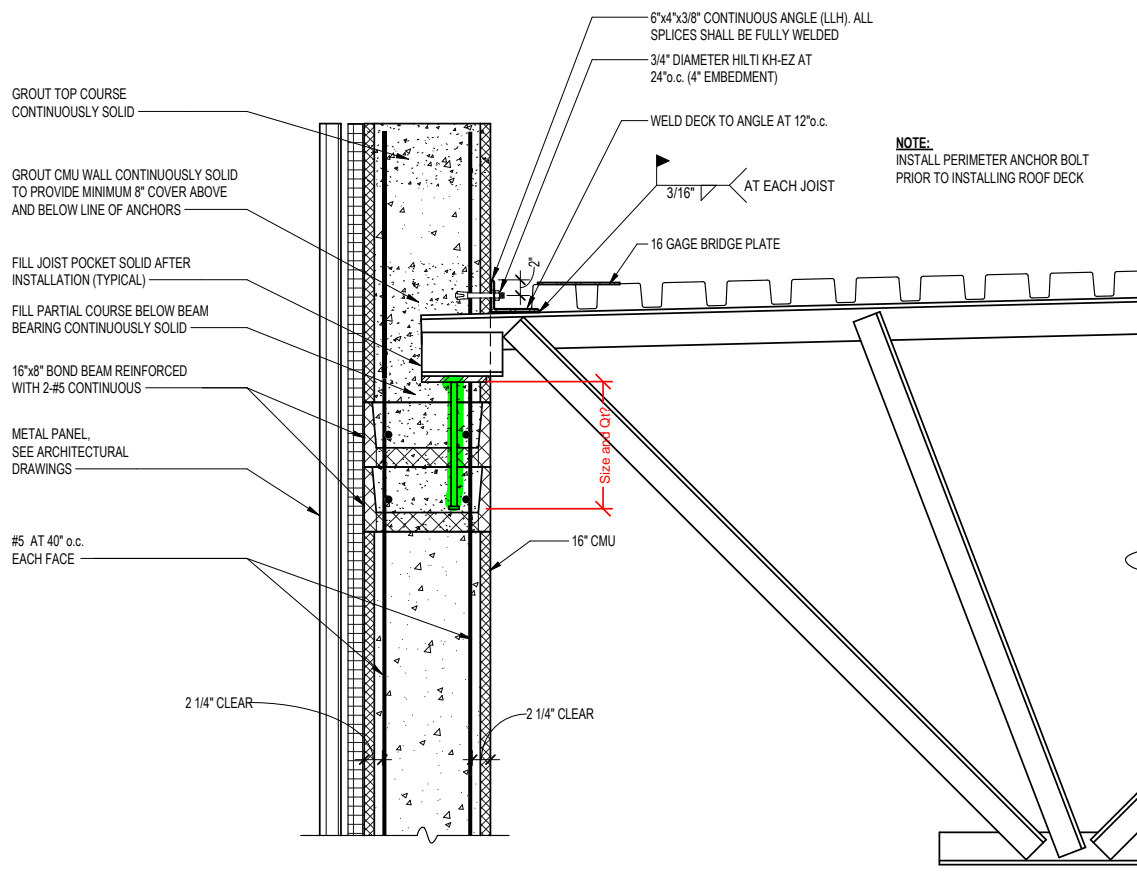 6"x4"x3/8" CONTINUOUS ANGLE (LLH). ALL
SPLICES SHALL BE FULLY WELDED
3/4" DIAMETER HILTI KH-EZ AT
24"o.c. (4" EMBEDMENT)
WELD DECK TO ANGLE AT 12"o.c.
NOTE:
INSTALL PERIMETER ANCHOR BOLT
PRIOR TO INSTALLING ROOF DECK
3/16"
AT EACH JOIST
16 GAGE BRIDGE PLATE
2"
GROUT TOP COURSE
CONTINUOUSLY SOLID
GROUT CMU WALL CONTINUOUSLY SOLID
TO PROVIDE MINIMUM 8" COVER ABOVE
AND BELOW LINE OF ANCHORS
FILL JOIST POCKET SOLID AFTER
INSTALLATION (TYPICAL)
FILL PARTIAL COURSE BELOW BEAM
BEARING CONTINUOUSLY SOLID
16"x8" BOND BEAM REINFORCED
WITH 2-#5 CONTINUOUS
METAL PANEL,
SEE ARCHITECTURAL
DRAWINGS
Size and Qt?
#5 AT 40" o.c.
EACH FACE
16" CMU
2 1/4" CLEAR
2 1/4" CLEAR